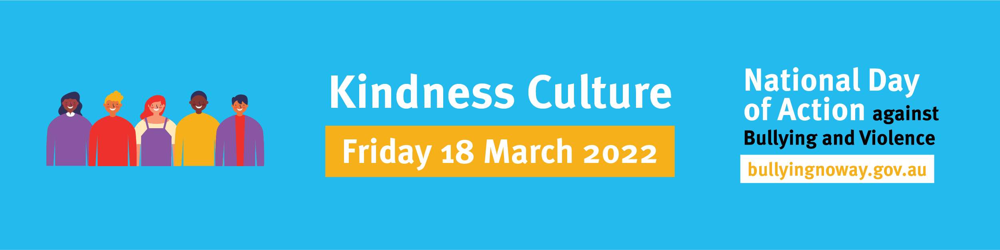 Kindness Culture
Friday 18 March 2022
National Day
of Action against
Bullying and Violence
bullyingnoway.gov.au